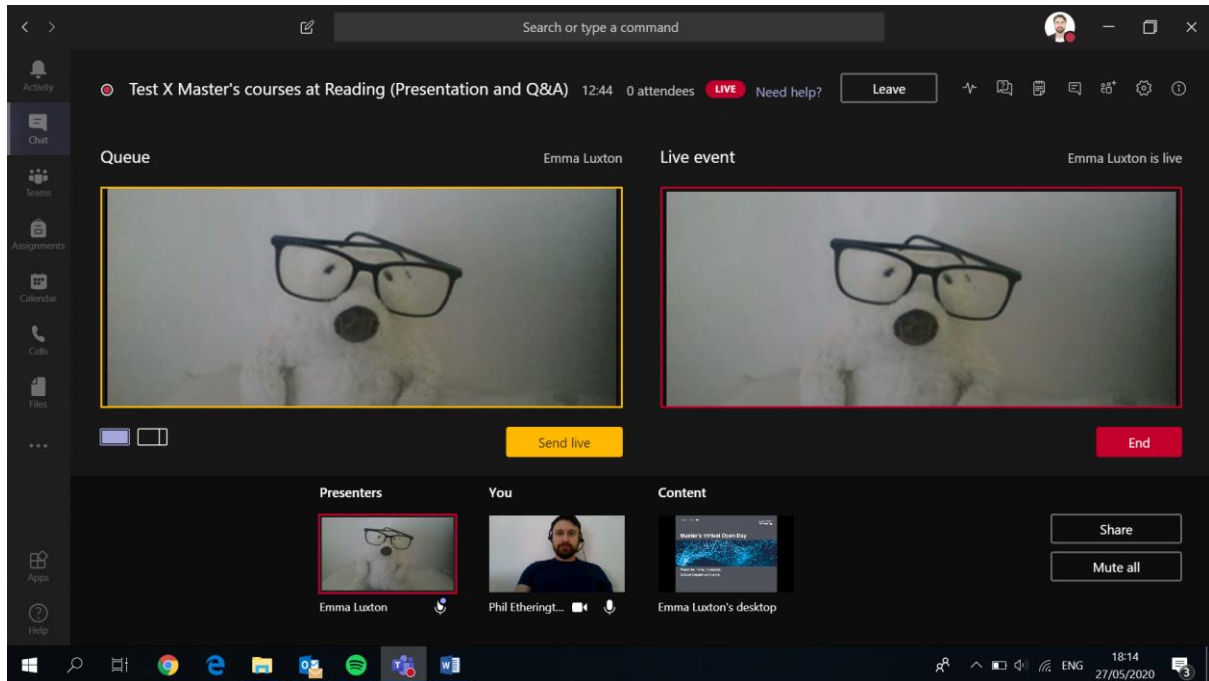 Search or type a command
Activity
Chat
Teams
Assignments
Calendar
Calls
Files
Apps
Help
Test X Master's courses at Reading (Presentation and Q&A) 12:44 0 attendees LIVE Need help? Leave
Queue Emma Luxton
Live event Emma Luxton is live
Send live
End
Presenters You Content
Master's Virtual Open Day
Share
Mute all
Emma Luxton Phil Etheringt... Emma Luxton's desktop
ENG 18:14
27/05/2020 3